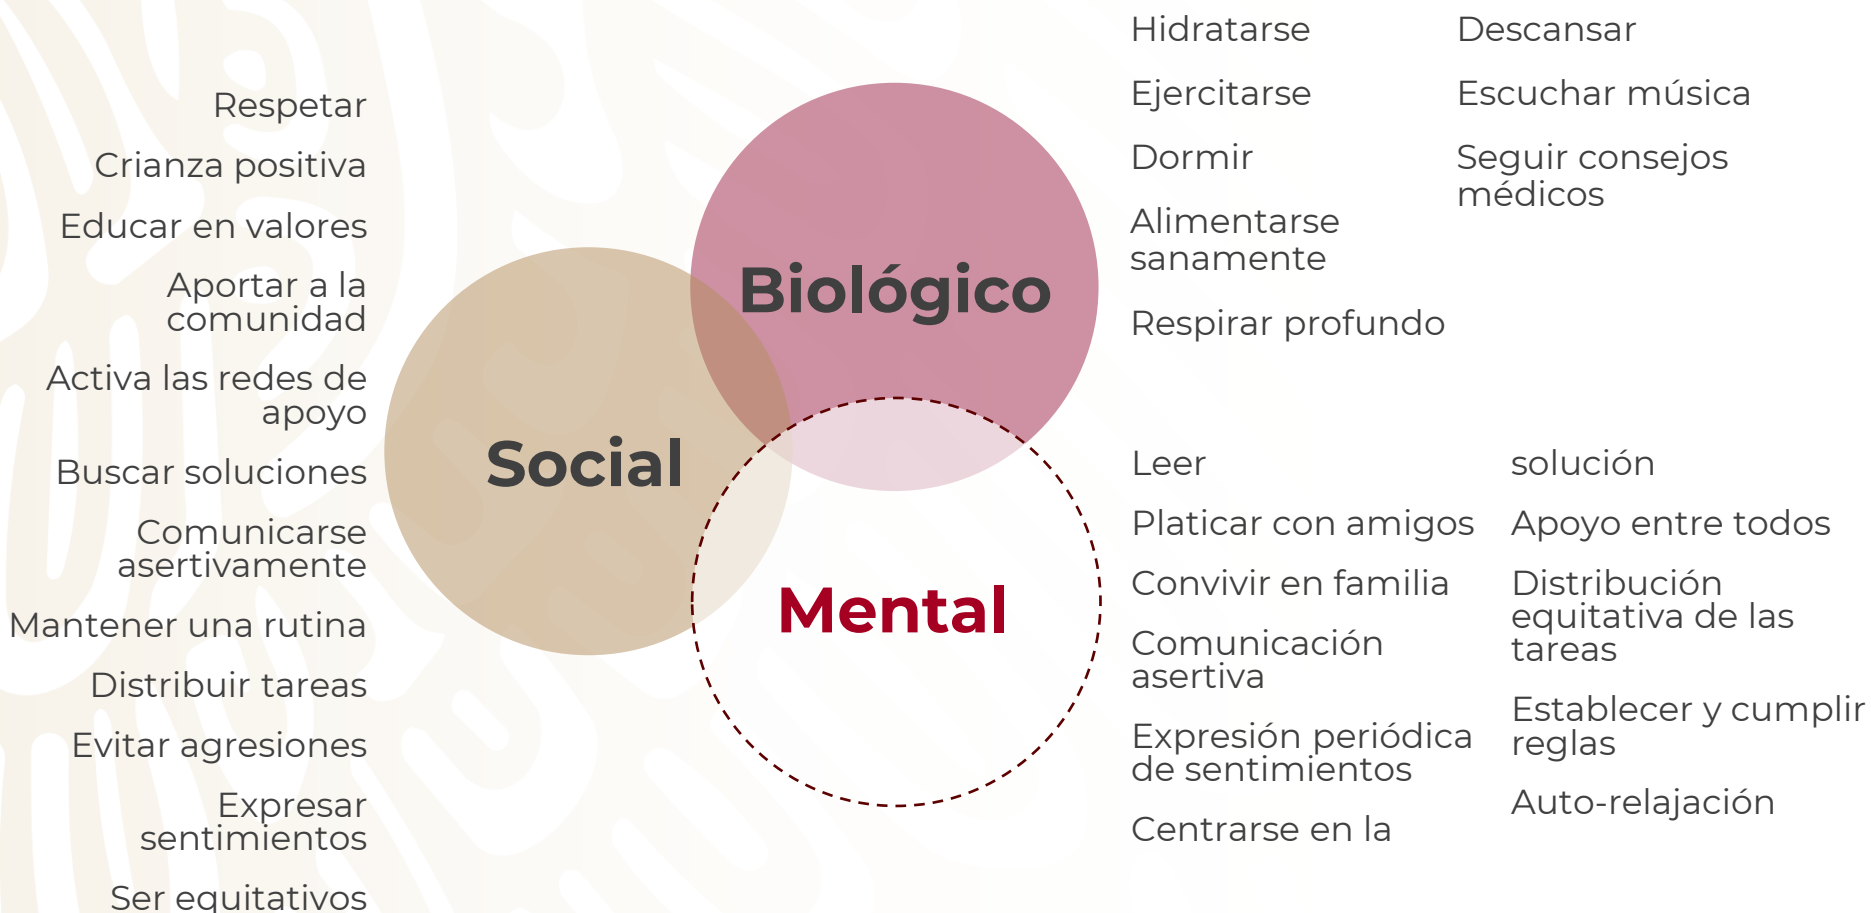 Respetar
Crianza positiva
Educar en valores
Aportar a la
comunidad
Activa las redes de
apoyo
Buscar soluciones
Comunicarse
asertivamente
Mantener una rutina
Distribuir tareas
Evitar agresiones
Expresar
sentimientos
Ser equitativos
Social
Biológico
Mental
Hidratarse
Ejercitarse
Dormir
Alimentarse
sanamente
Respirar profundo
Descansar
Escuchar música
Seguir consejos
médicos
Leer
Platicar con amigos
Convivir en familia
Comunicación
asertiva
Expresión periódica
de sentimientos
Centrarse en la
solución
Apoyo entre todos
Distribución
equitativa de las
tareas
Establecer y cumplir
reglas
Auto-relajación